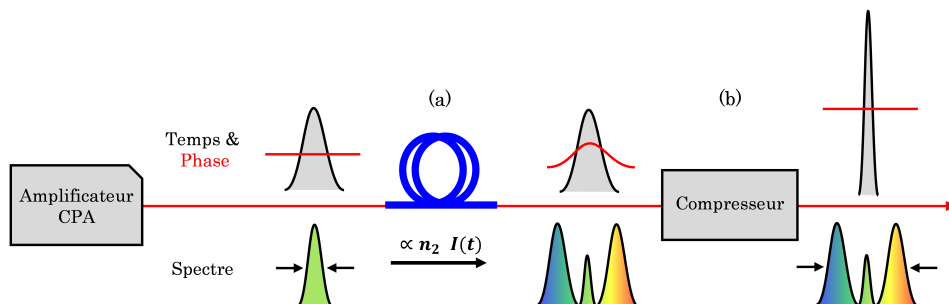 (a)
(b)
Temps &
Phase
Amplificateur
CPA
Compresseur
Spectre
∝ n₂ I(t)